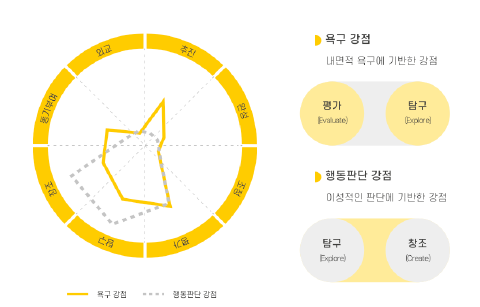 외교
추진
완성
조정
평가
탐구
창조
동기부여
욕구 강점
행동판단 강점
욕구 강점
내면적 욕구에 기반한 강점
평가
(Evaluate)
탐구
(Explore)
행동판단 강점
이성적인 판단에 기반한 강점
탐구
(Explore)
창조
(Create)